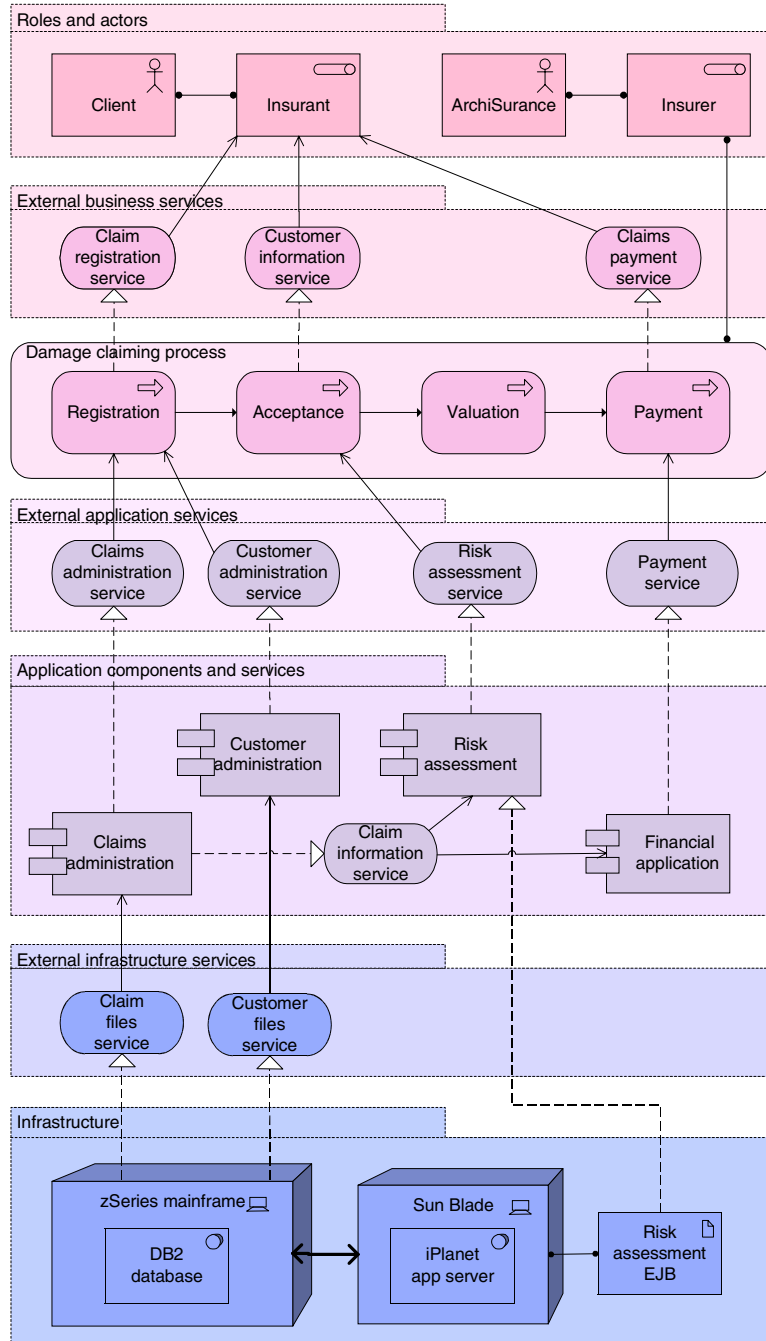 Roles and actors
Client
Insurant
ArchiSurance
Insurer
External business services
Claim
registration
service
Customer
information
service
Claims
payment
service
Damage claiming process
Registration
Acceptance
Valuation
Payment
External application services
Claims
administration
service
Customer
administration
service
Risk
assessment
service
Payment
service
Application components and services
Customer
administration
Risk
assessment
Claims
administration
Claim
information
service
Financial
application
External infrastructure services
Claim
files
service
Customer
files
service
Infrastructure
zSeries mainframe
DB2
database
Sun Blade
iPlanet
app server
Risk
assessment
EJB